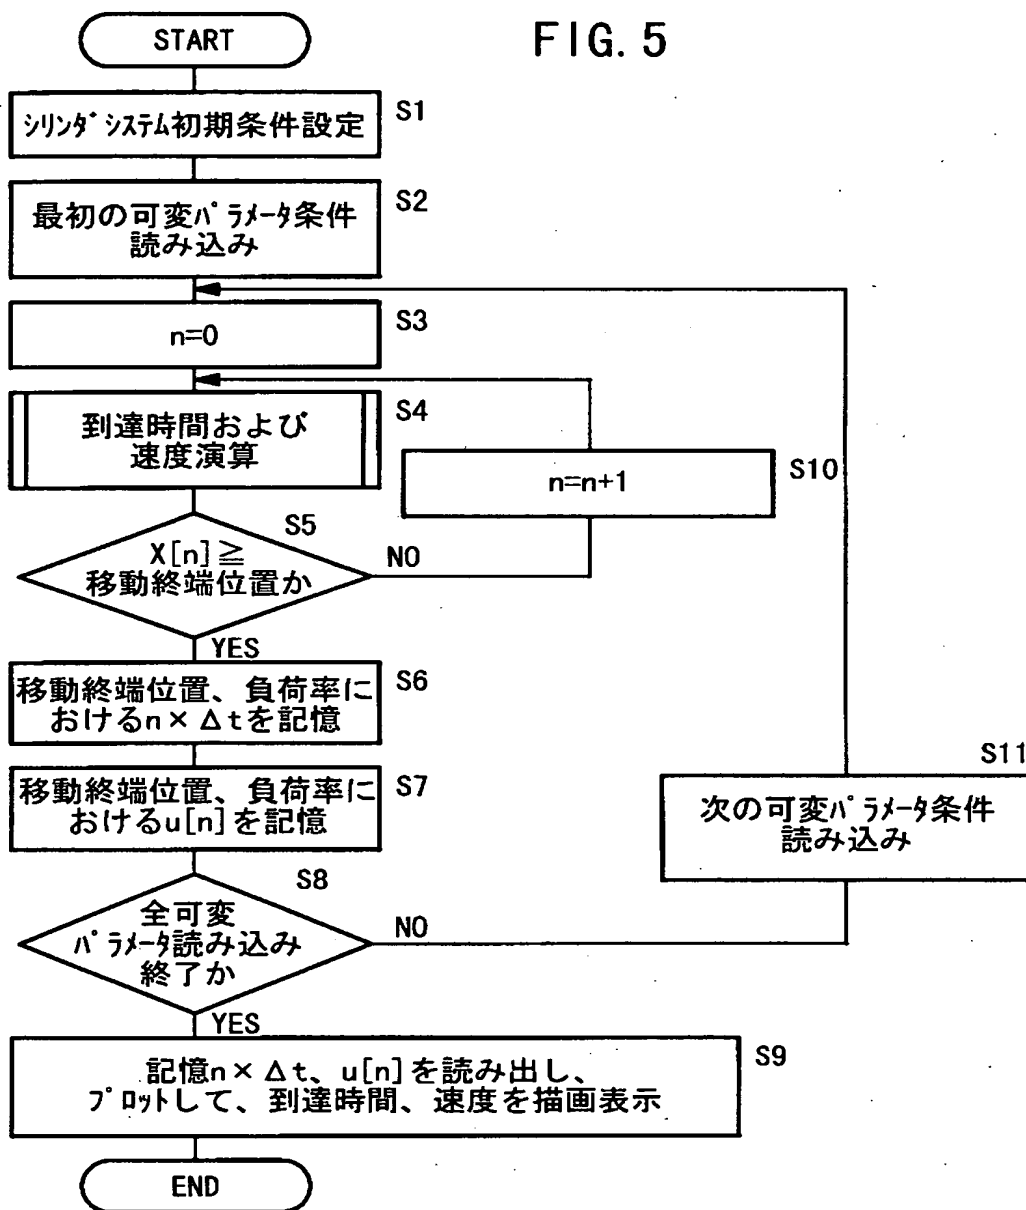 FIG. 5
START
シリンダシステム初期条件設定
S1
最初の可変パラメータ条件
読み込み
S2
n=0
S3
到達時間および
速度演算
S4
n=n+1
S10
X[n]≧
移動終端位置か
S5
NO
YES
移動終端位置、負荷率に
おけるn×Δtを記憶
S6
移動終端位置、負荷率に
おけるu[n]を記憶
S7
全可変
パラメータ読み込み
終了か
S8
NO
次の可変パラメータ条件
読み込み
S11
YES
記憶n×Δt、u[n]を読み出し、
プロットして、到達時間、速度を描画表示
S9
END